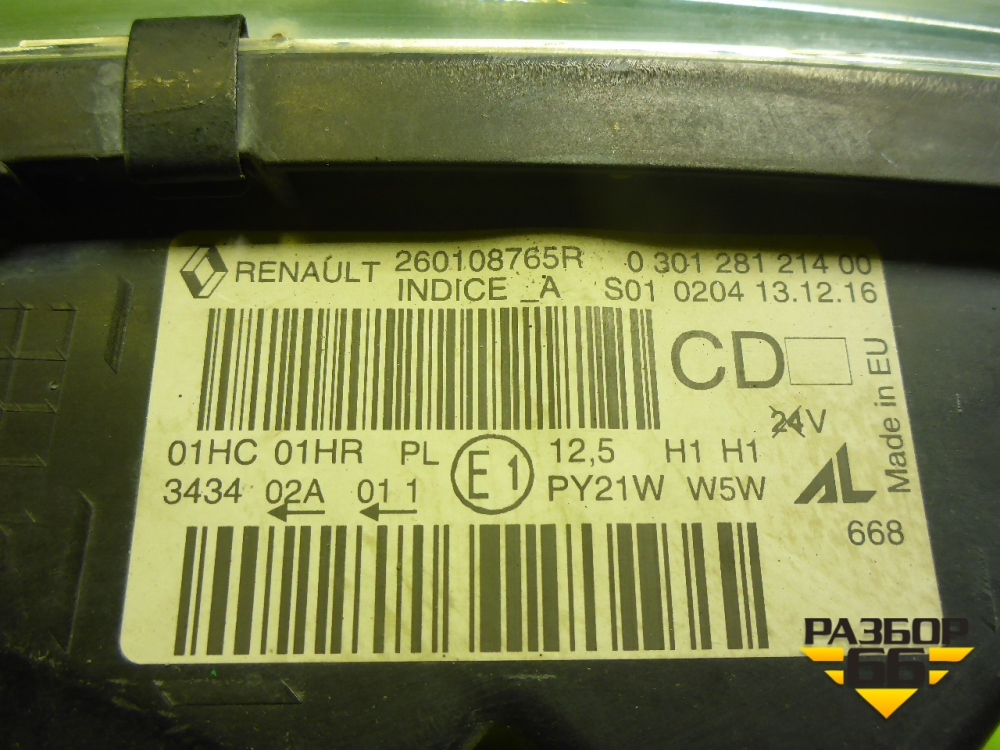 RENAULT 260108765R 0 301 281 214 00
INDICE _A S01 0204 13.12.16
CD
24V
Made in EU
01HC 01HR PL E1 12,5 H1 H1
3434 02A 01 1 PY21W W5W AL
668
РАЗБОР
66